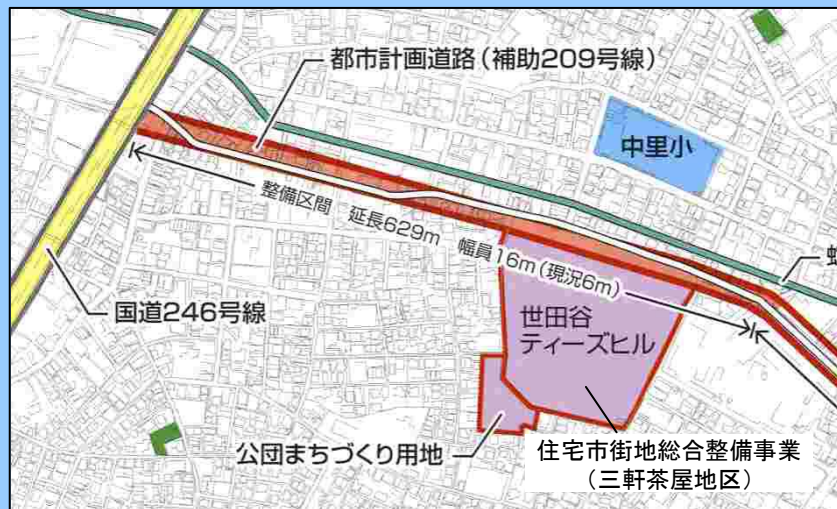 都市計画道路（補助209号線）
中里小
整備区間 延長629m 幅員16m（現況6m）
国道246号線
世田谷
ティーズヒル
公団まちづくり用地
住宅市街地総合整備事業
（三軒茶屋地区）